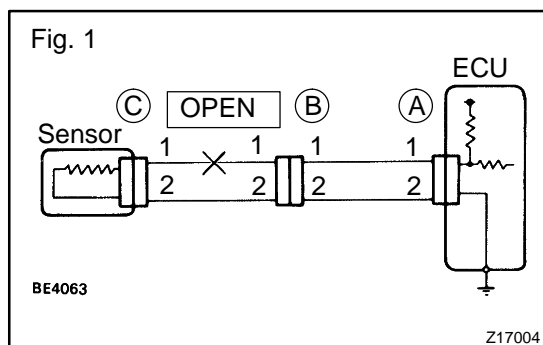 Fig. 1
ECU
C OPEN B A
Sensor
1 1 1 1
2 2 2 2
BE4063
Z17004